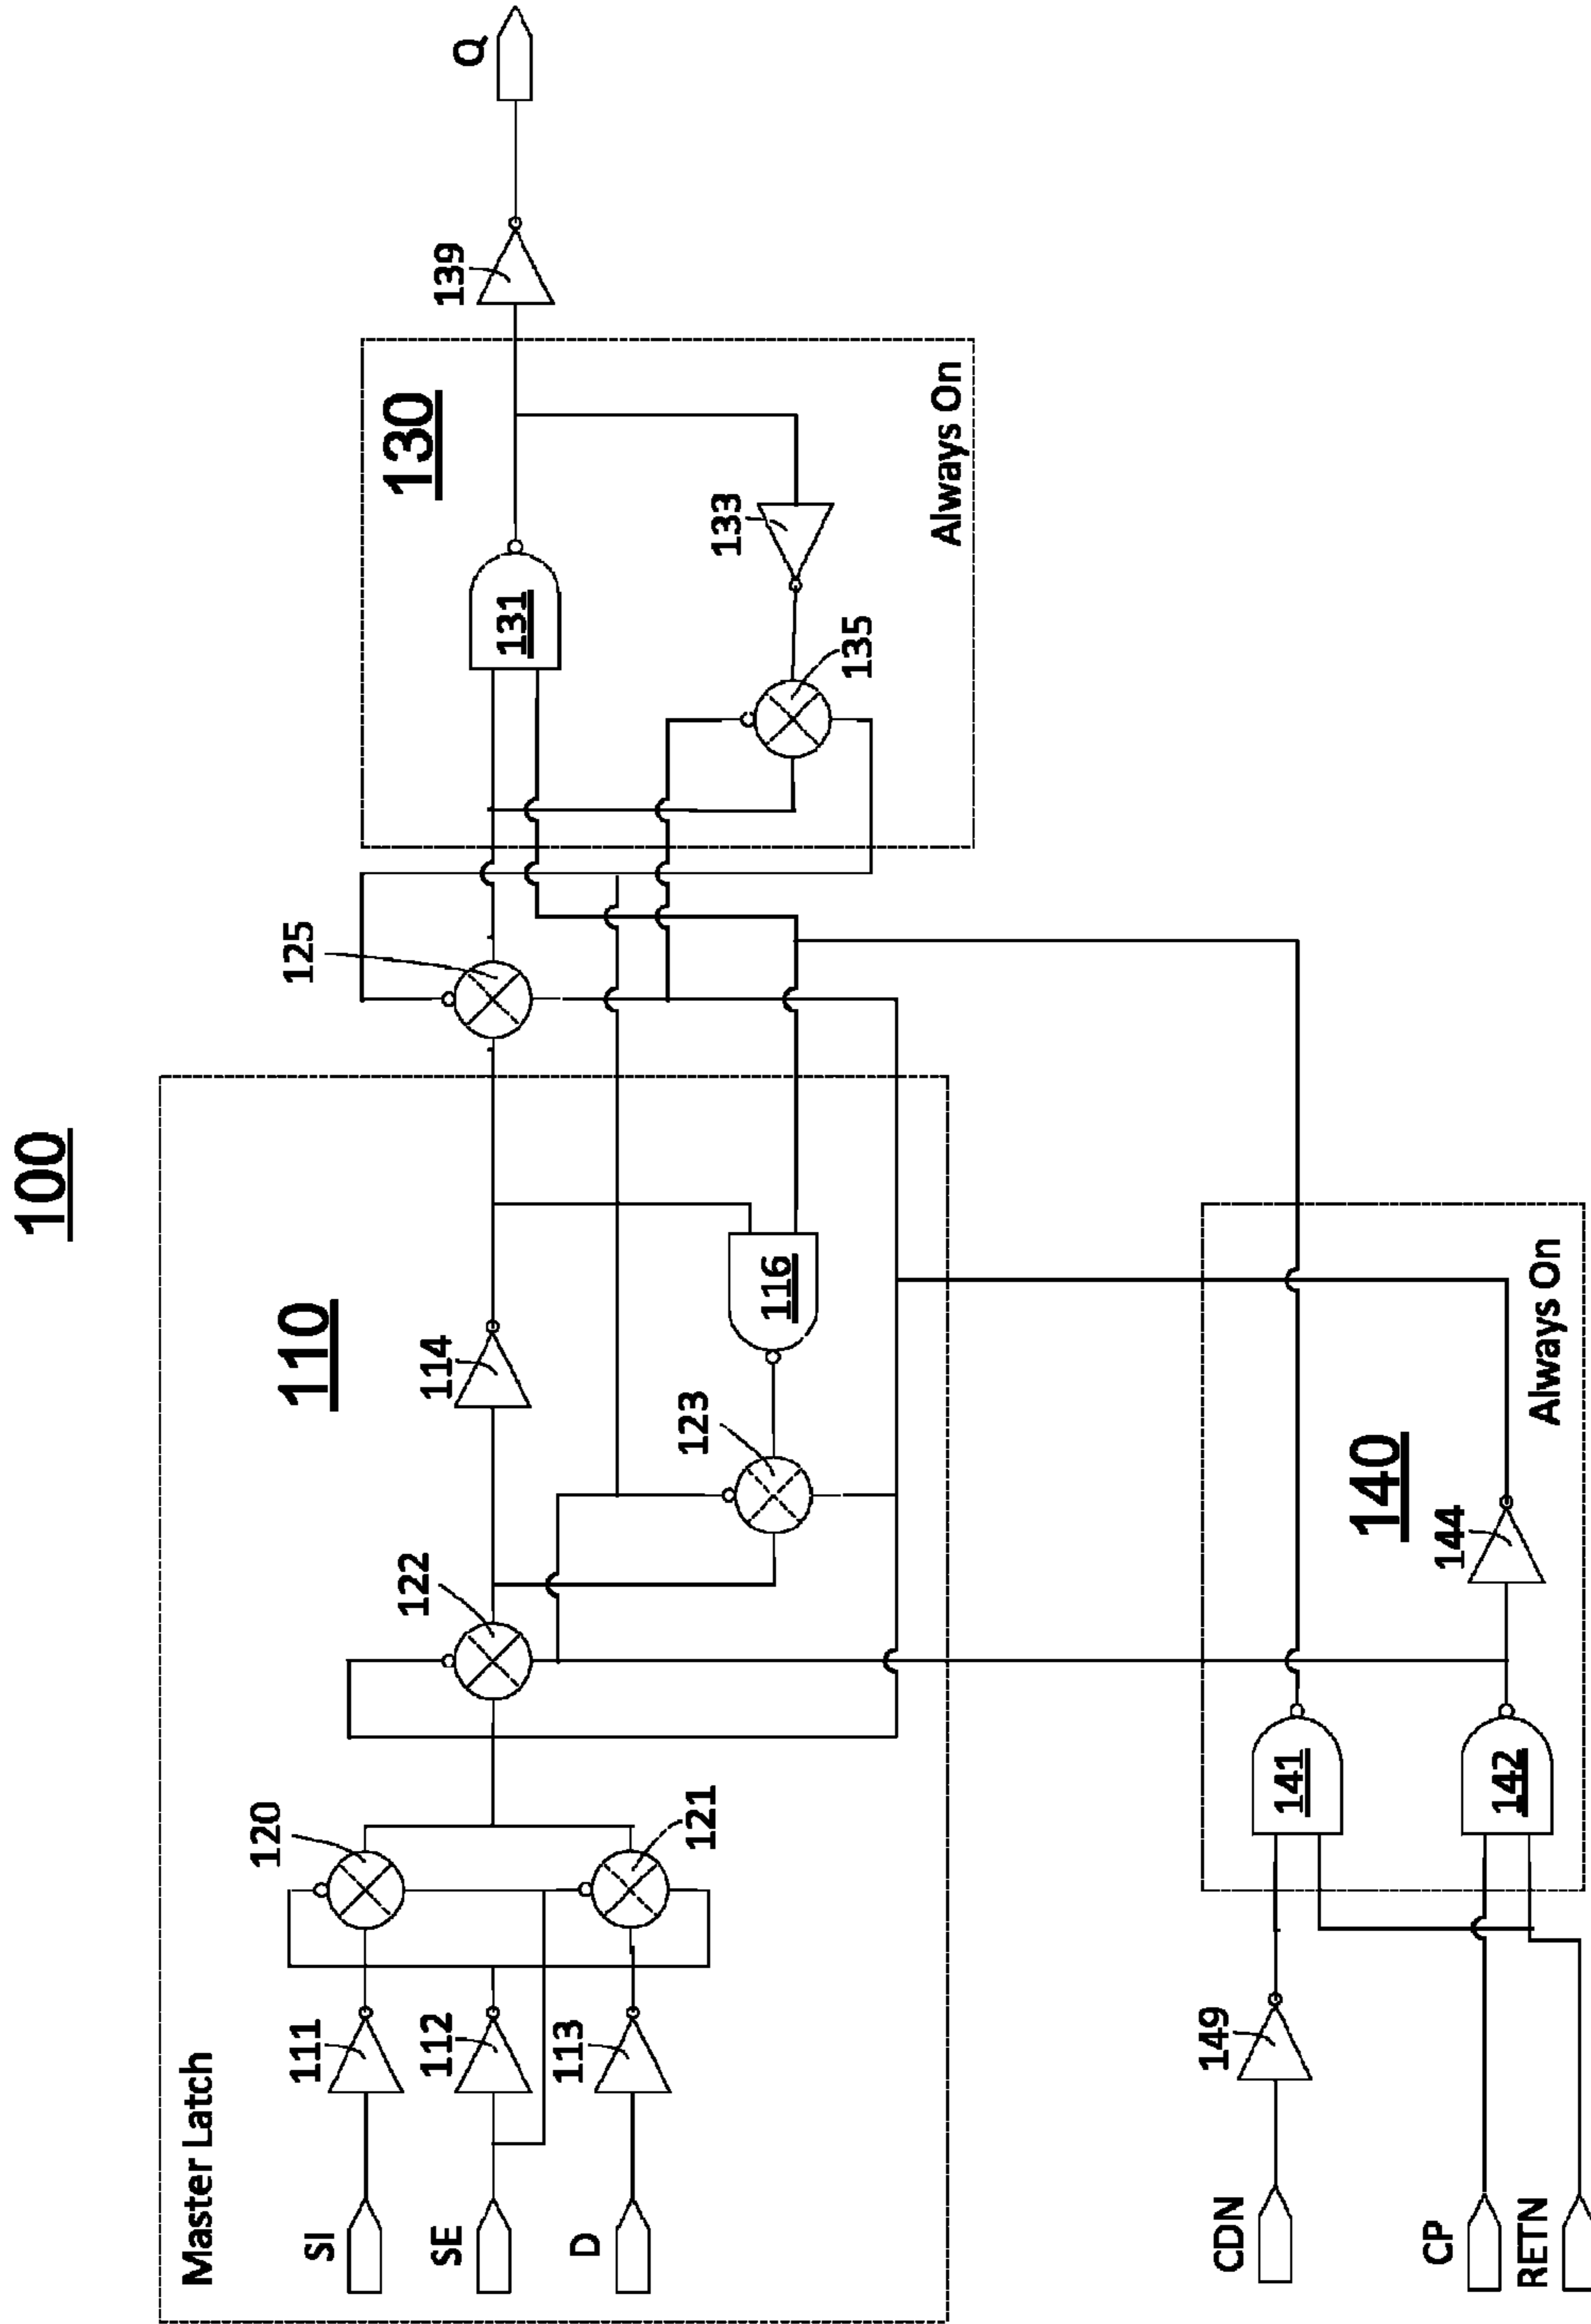 100
Master Latch
110
SI
111
120
SE
112
122
114
125
D
113
121
123
116
130
131
139
Q
135
133
Always On
CDN
149
141
140
CP
142
144
RETN
Always On